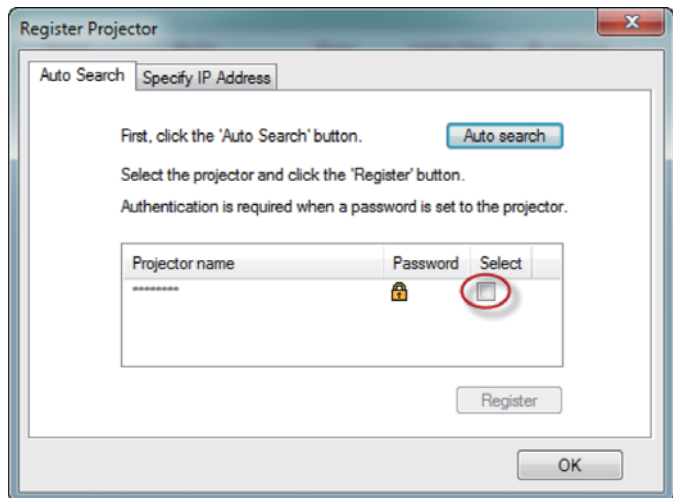 Register Projector
Auto Search Specify IP Address
First, click the 'Auto Search' button. Auto search
Select the projector and click the 'Register' button.
Authentication is required when a password is set to the projector.
Projector name Password Select
********
Register
OK